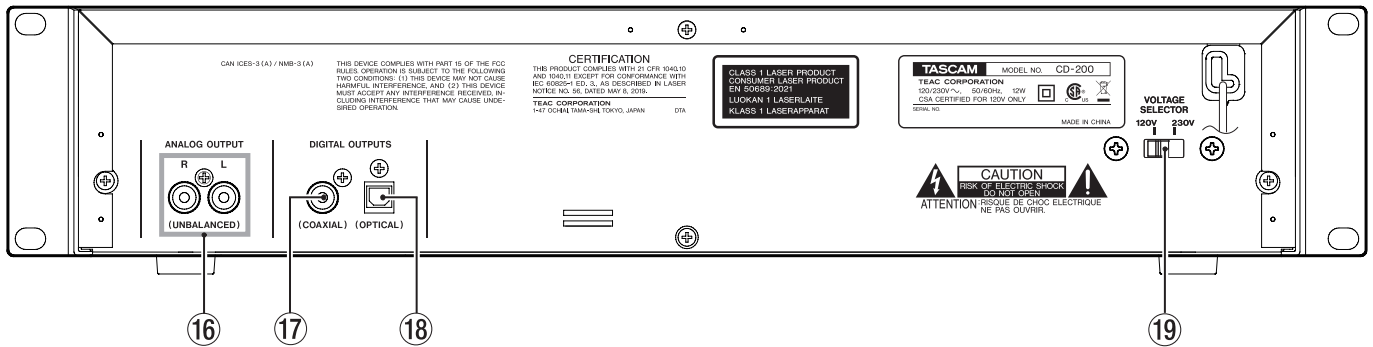 CAN ICES-3 (A) / NMB-3 (A)
THIS DEVICE COMPLIES WITH PART 15 OF THE FCC
RULES. OPERATION IS SUBJECT TO THE FOLLOWING
TWO CONDITIONS: (1) THIS DEVICE MAY NOT CAUSE
HARMFUL INTERFERENCE, AND (2) THIS DEVICE
MUST ACCEPT ANY INTERFERENCE RECEIVED, IN-
CLUDING INTERFERENCE THAT MAY CAUSE UNDE-
SIRED OPERATION.
CERTIFICATION
THIS PRODUCT COMPLIES WITH 21 CFR 1040.10
AND 1040.11 EXCEPT FOR CONFORMANCE WITH
IEC 60825-1 ED. 3., AS DESCRIBED IN LASER
NOTICE NO. 56, DATED MAY 8, 2019.
TEAC CORPORATION
1-47 OCHIAI, TAMA-SHI, TOKYO, JAPAN DTA
CLASS 1 LASER PRODUCT
CONSUMER LASER PRODUCT
EN 50689:2021
LUOKAN 1 LASERLAITE
KLASS 1 LASERAPPARAT
TASCAM MODEL NO. CD-200
TEAC CORPORATION
120/230V～, 50/60Hz, 12W
CSA CERTIFIED FOR 120V ONLY
C US
SERIAL NO.
MADE IN CHINA
VOLTAGE
SELECTOR
120V 230V
ANALOG OUTPUT
R L
(UNBALANCED)
DIGITAL OUTPUTS
(COAXIAL) (OPTICAL)
CAUTION
RISK OF ELECTRIC SHOCK
DO NOT OPEN
ATTENTION:RISQUE DE CHOC ELECTRIQUE
NE PAS OUVRIR.
⑯ ⑰ ⑱ ⑲